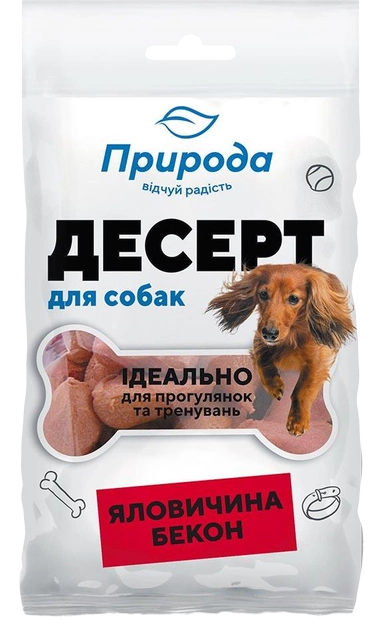 Природа
відчуй радість
ДЕСЕРТ
для собак
ІДЕАЛЬНО
для прогулянок
та тренувань
ЯЛОВИЧИНА
БЕКОН